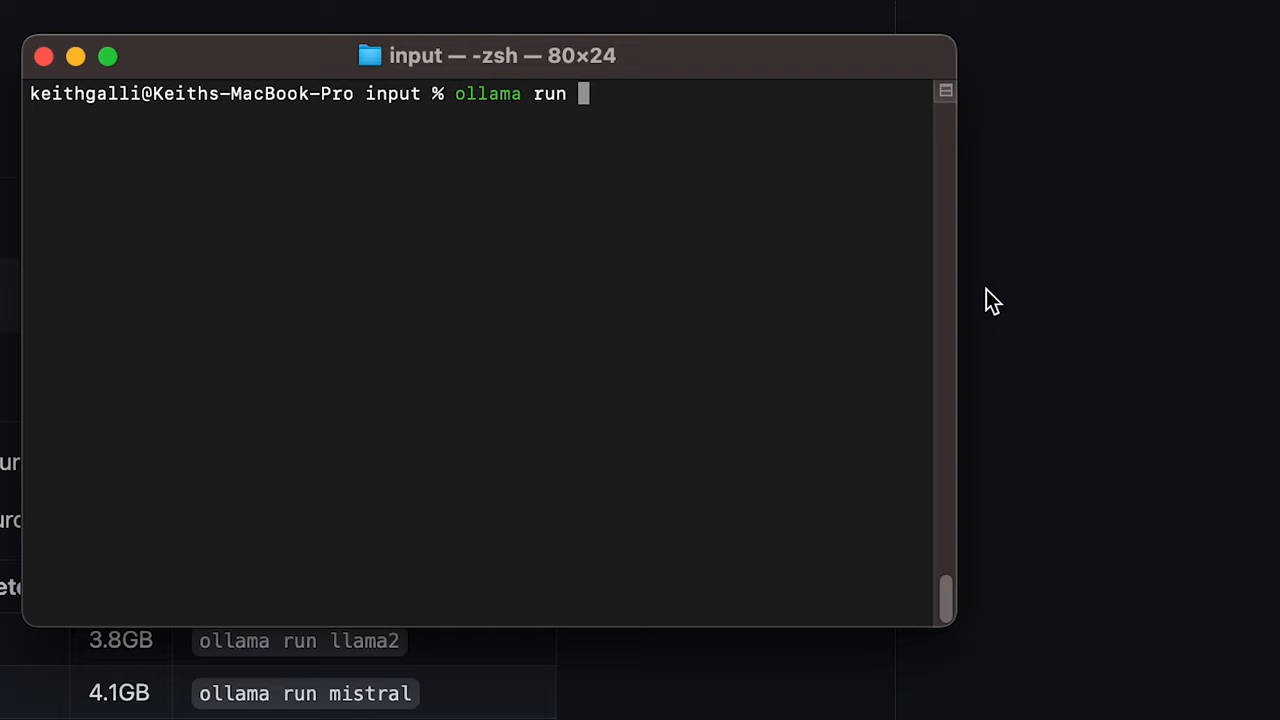 input — -zsh — 80×24
keithgalli@Keiths-MacBook-Pro input % ollama run
3.8GB ollama run llama2
4.1GB ollama run mistral